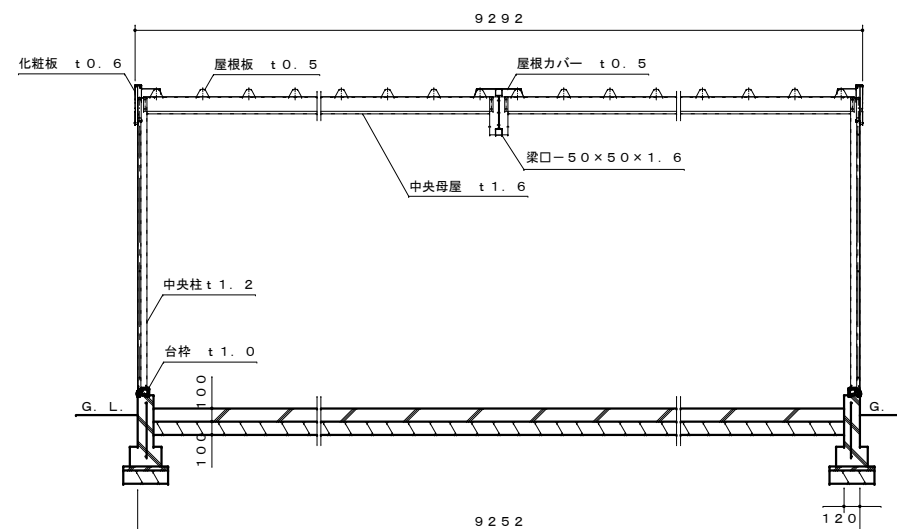 9292
化粧板 t0.6
屋根板 t0.5
屋根カバー t0.5
梁口−50×50×1.6
中央母屋 t1.6
中央柱t1.2
台枠 t1.0
100
G.L.
G.
100
120
9252